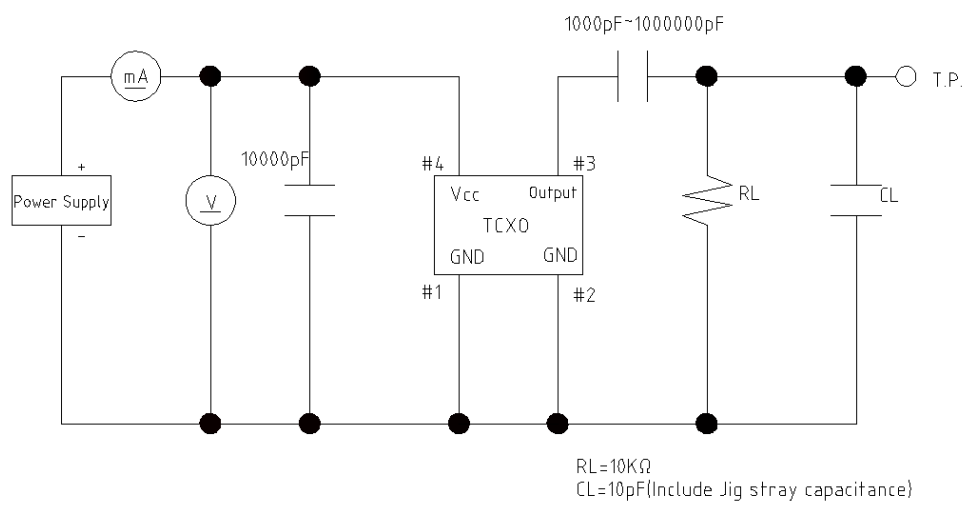 1000pF~1000000pF
mA
T.P.
10000pF
+
Power Supply
-
V
#4
#3
Vcc
Output
TCXO
GND
GND
#1
#2
RL
CL
RL=10KΩ
CL=10pF(Include Jig stray capacitance)